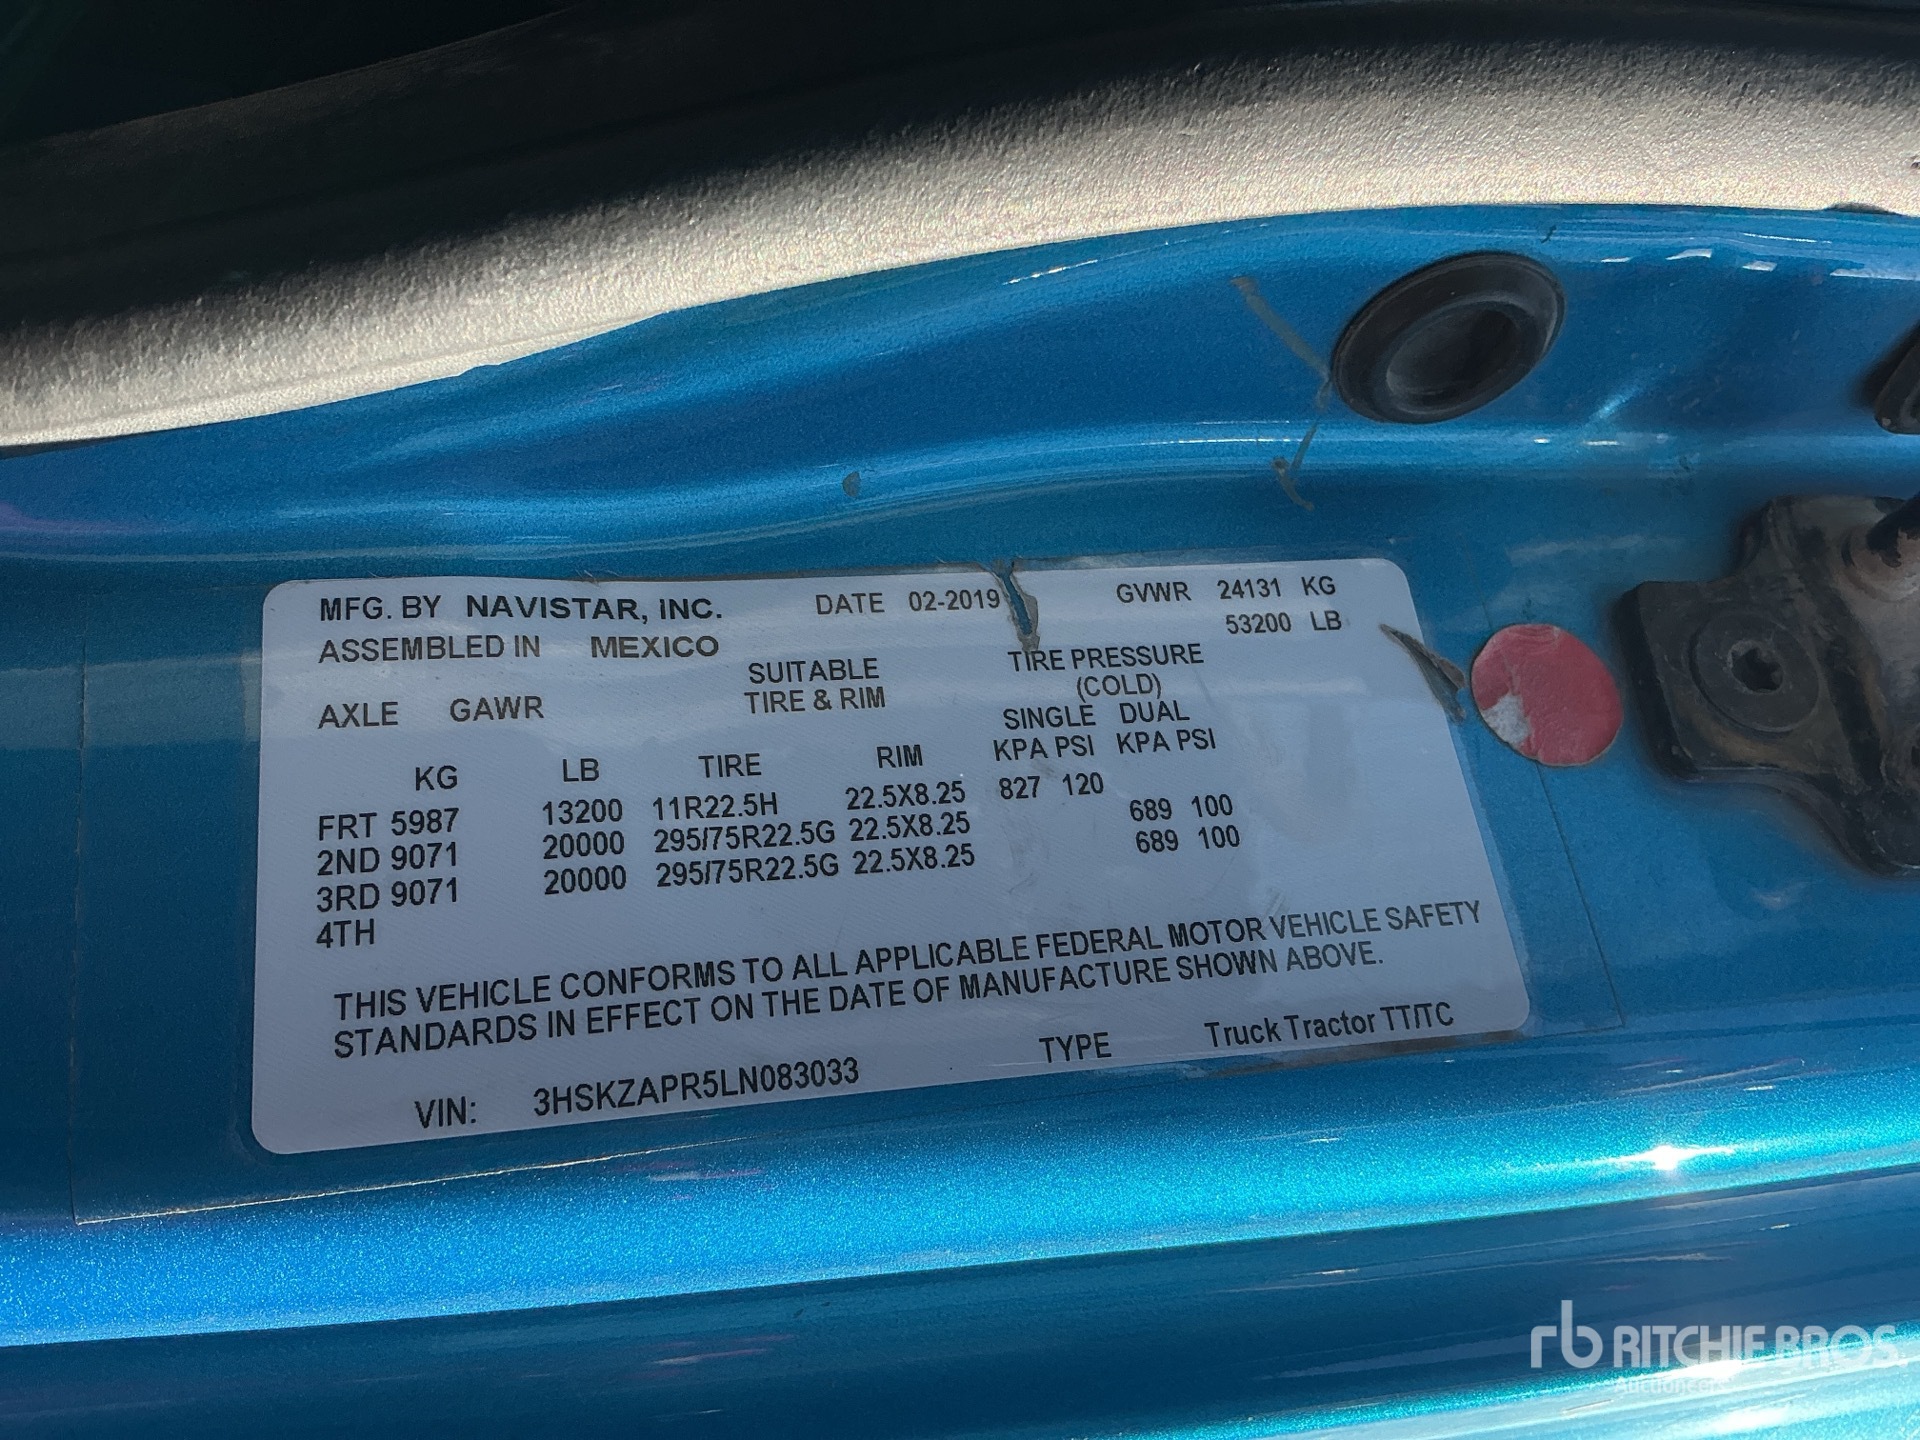 MFG. BY NAVISTAR, INC. DATE 02-2019 GVWR 24131 KG
53200 LB
ASSEMBLED IN MEXICO
SUITABLE TIRE PRESSURE
AXLE GAWR TIRE & RIM (COLD)
SINGLE DUAL
KG LB TIRE RIM KPA PSI KPA PSI
FRT 5987 13200 11R22.5H 22.5X8.25 827 120
2ND 9071 20000 295/75R22.5G 22.5X8.25 689 100
3RD 9071 20000 295/75R22.5G 22.5X8.25 689 100
4TH
THIS VEHICLE CONFORMS TO ALL APPLICABLE FEDERAL MOTOR VEHICLE SAFETY
STANDARDS IN EFFECT ON THE DATE OF MANUFACTURE SHOWN ABOVE.
VIN: 3HSKZAPR5LN083033 TYPE Truck Tractor TT/TC
rb RITCHIE BROS
Auctioneers